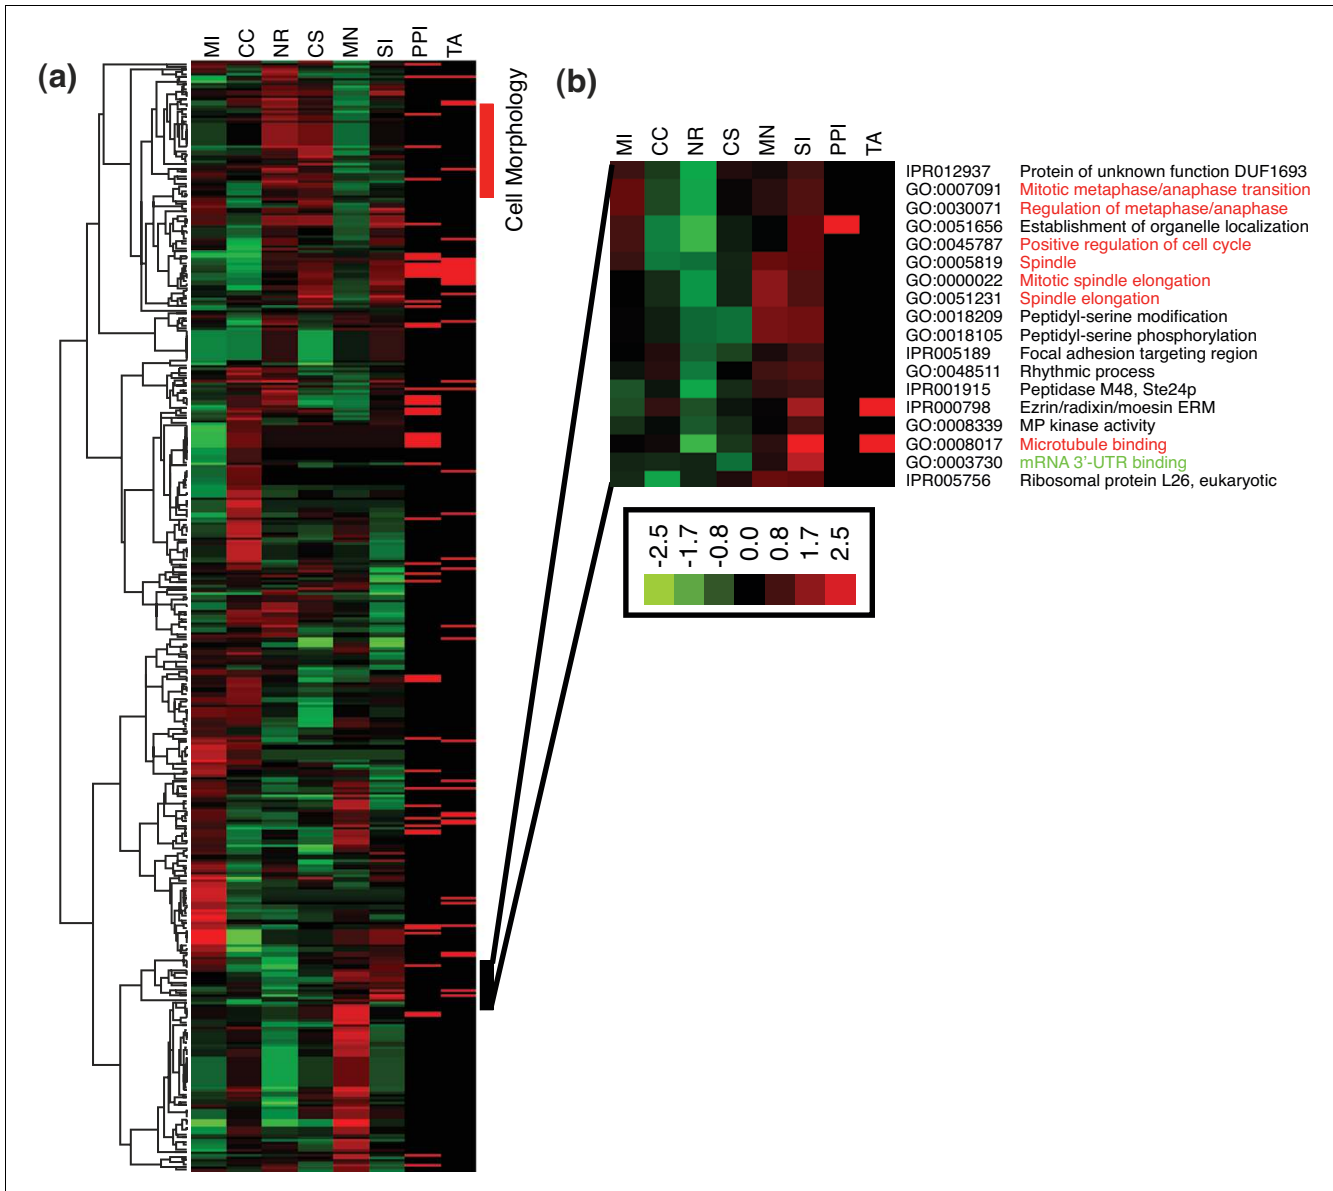 (a)
MI CC NR CS MN SI PPI TA
Cell Morphology
(b)
MI CC NR CS MN SI PPI TA
IPR012937 Protein of unknown function DUF1693
GO:0007091 Mitotic metaphase/anaphase transition
GO:0030071 Regulation of metaphase/anaphase
GO:0051656 Establishment of organelle localization
GO:0045787 Positive regulation of cell cycle
GO:0005819 Spindle
GO:0000022 Mitotic spindle elongation
GO:0051231 Spindle elongation
GO:0018209 Peptidyl-serine modification
GO:0018105 Peptidyl-serine phosphorylation
IPR005189 Focal adhesion targeting region
GO:0048511 Rhythmic process
IPR001915 Peptidase M48, Ste24p
IPR000798 Ezrin/radixin/moesin ERM
GO:0008339 MP kinase activity
GO:0008017 Microtubule binding
GO:0003730 mRNA 3'-UTR binding
IPR005756 Ribosomal protein L26, eukaryotic
-2.5 -1.7 -0.8 0.0 0.8 1.7 2.5